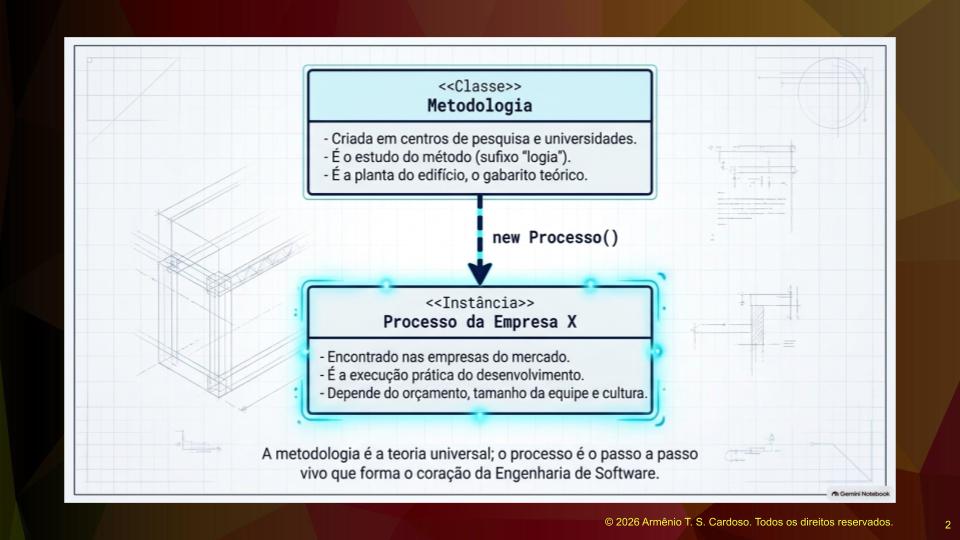 <<Classe>>
Metodologia
- Criada em centros de pesquisa e universidades.
- É o estudo do método (sufixo “logia”).
- É a planta do edifício, o gabarito teórico.
new Processo()
<<Instância>>
Processo da Empresa X
- Encontrado nas empresas do mercado.
- É a execução prática do desenvolvimento.
- Depende do orçamento, tamanho da equipe e cultura.
A metodologia é a teoria universal; o processo é o passo a passo
vivo que forma o coração da Engenharia de Software.
Gemini Notebook
© 2026 Armênio T. S. Cardoso. Todos os direitos reservados.
2